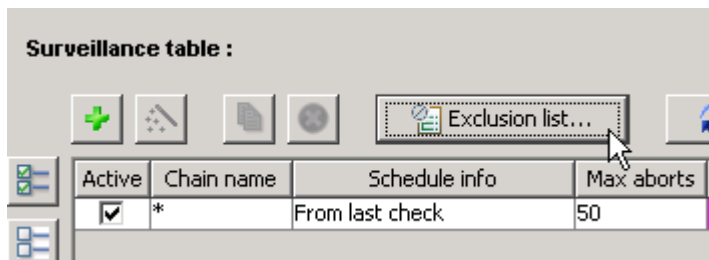 Surveillance table :
Exclusion list...
Active Chain name Schedule info Max aborts
* From last check 50